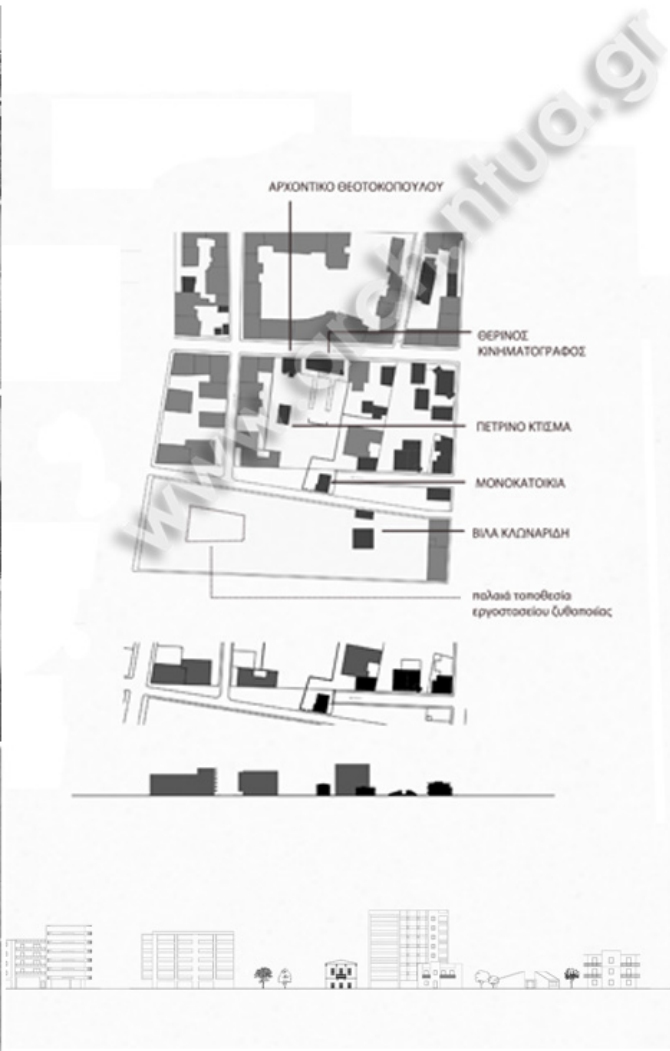 ΑΡΧΟΝΤΙΚΟ ΘΕΟΤΟΚΟΠΟΥΛΟΥ
ΘΕΡΙΝΟΣ
ΚΙΝΗΜΑΤΟΓΡΑΦΟΣ
ΠΕΤΡΙΝΟ ΚΤΙΣΜΑ
ΜΟΝΟΚΑΤΟΙΚΙΑ
ΒΙΛΑ ΚΛΩΝΑΡΙΔΗ
παλαιά τοποθεσία
εργοστασείου ζυθοποιίας
www.arch.ntua.gr